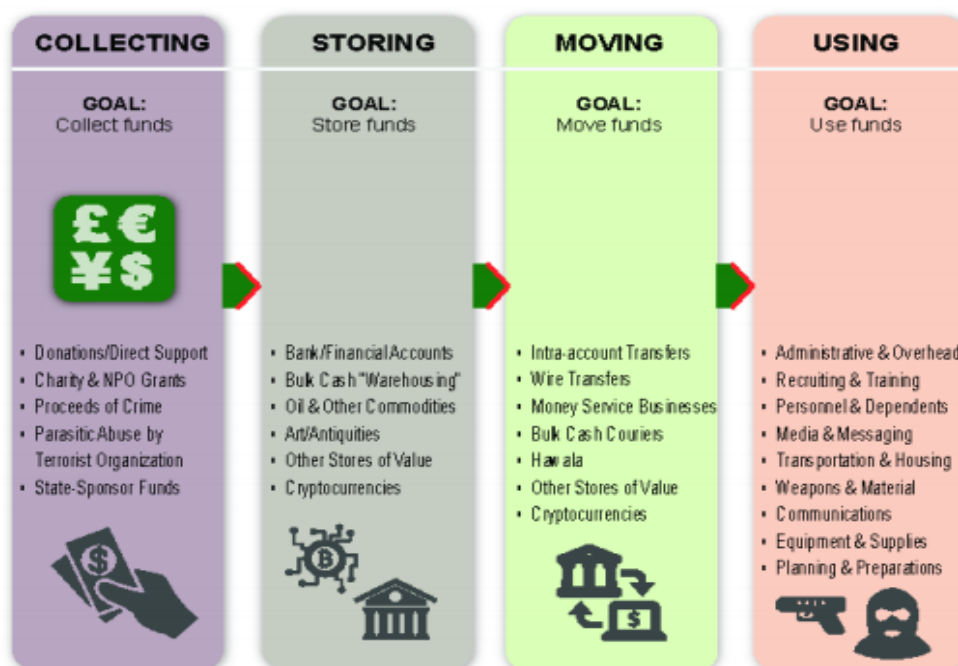 COLLECTING
GOAL:
Collect funds
£ €
¥ $
• Donations/Direct Support
• Charity & NPO Grants
• Proceeds of Crime
• Parasitic Abuse by
Terrorist Organization
• State-Sponsor Funds
$
STORING
GOAL:
Store funds
• Bank/Financial Accounts
• Bulk Cash "Warehousing"
• Oil & Other Commodities
• Art/Antiquities
• Other Stores of Value
• Cryptocurrencies
B
MOVING
GOAL:
Move funds
• Intra-account Transfers
• Wire Transfers
• Money Service Businesses
• Bulk Cash Couriers
• Hawala
• Other Stores of Value
• Cryptocurrencies
$
USING
GOAL:
Use funds
• Administrative & Overhead
• Recruiting & Training
• Personnel & Dependents
• Media & Messaging
• Transportation & Housing
• Weapons & Material
• Communications
• Equipment & Supplies
• Planning & Preparations